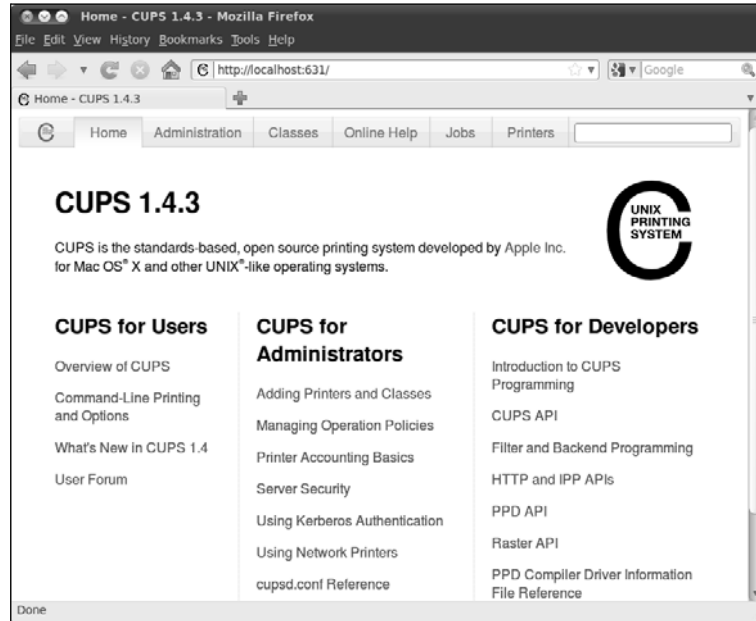 Home - CUPS 1.4.3 - Mozilla Firefox
File Edit View History Bookmarks Tools Help
http://localhost:631/
Google
Home - CUPS 1.4.3
Home Administration Classes Online Help Jobs Printers
CUPS 1.4.3
CUPS is the standards-based, open source printing system developed by Apple Inc.
for Mac OS® X and other UNIX®-like operating systems.
UNIX
PRINTING
SYSTEM
CUPS for Users
Overview of CUPS
Command-Line Printing
and Options
What's New in CUPS 1.4
User Forum
CUPS for
Administrators
Adding Printers and Classes
Managing Operation Policies
Printer Accounting Basics
Server Security
Using Kerberos Authentication
Using Network Printers
cupsd.conf Reference
CUPS for Developers
Introduction to CUPS
Programming
CUPS API
Filter and Backend Programming
HTTP and IPP APIs
PPD API
Raster API
PPD Compiler Driver Information
File Reference
Done